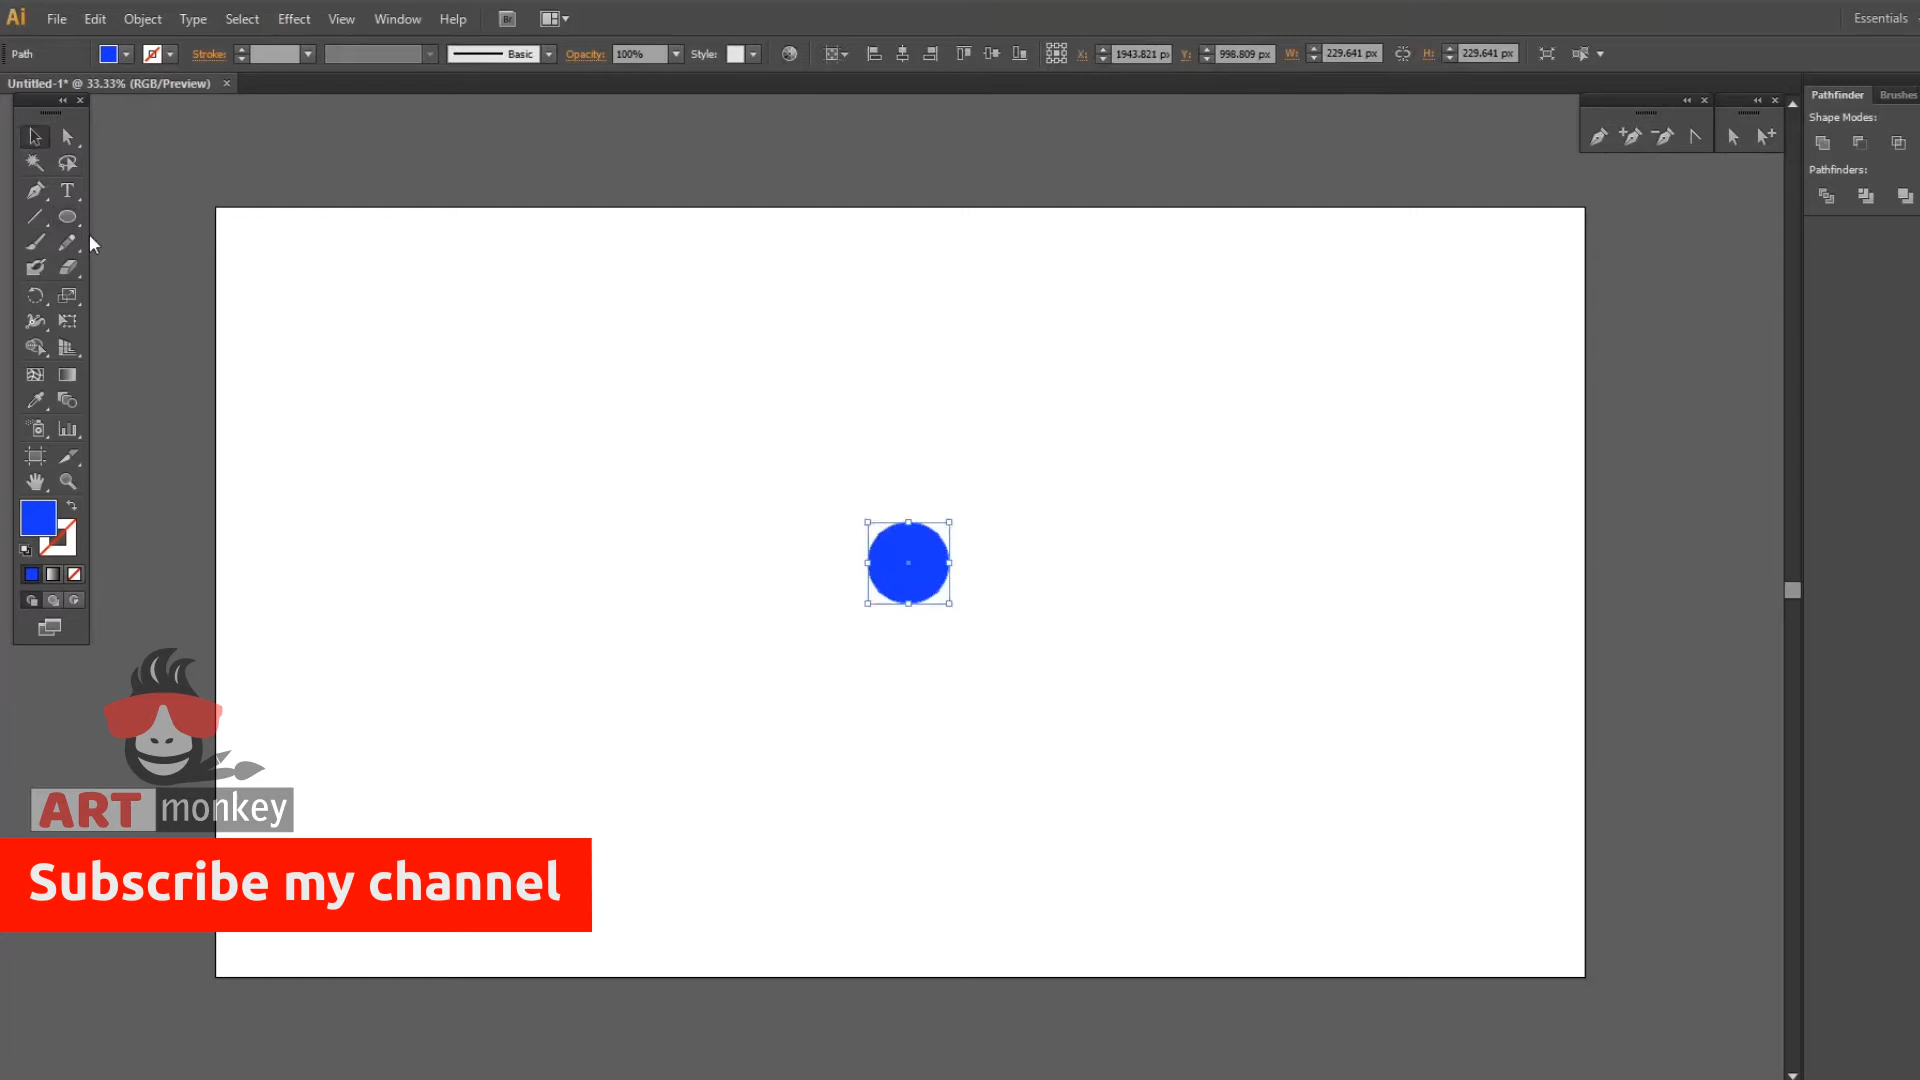 Ai File Edit Object Type Select Effect View Window Help Br Essentials
Path Stroke: Basic Opacity: 100% Style: X: 1943.821 px Y: 998.809 px W: 229.641 px H: 229.641 px
Untitled-1* @ 33.33% (RGB/Preview)
Pathfinder Brushes
Shape Modes:
Pathfinders:
T
ART monkey
Subscribe my channel